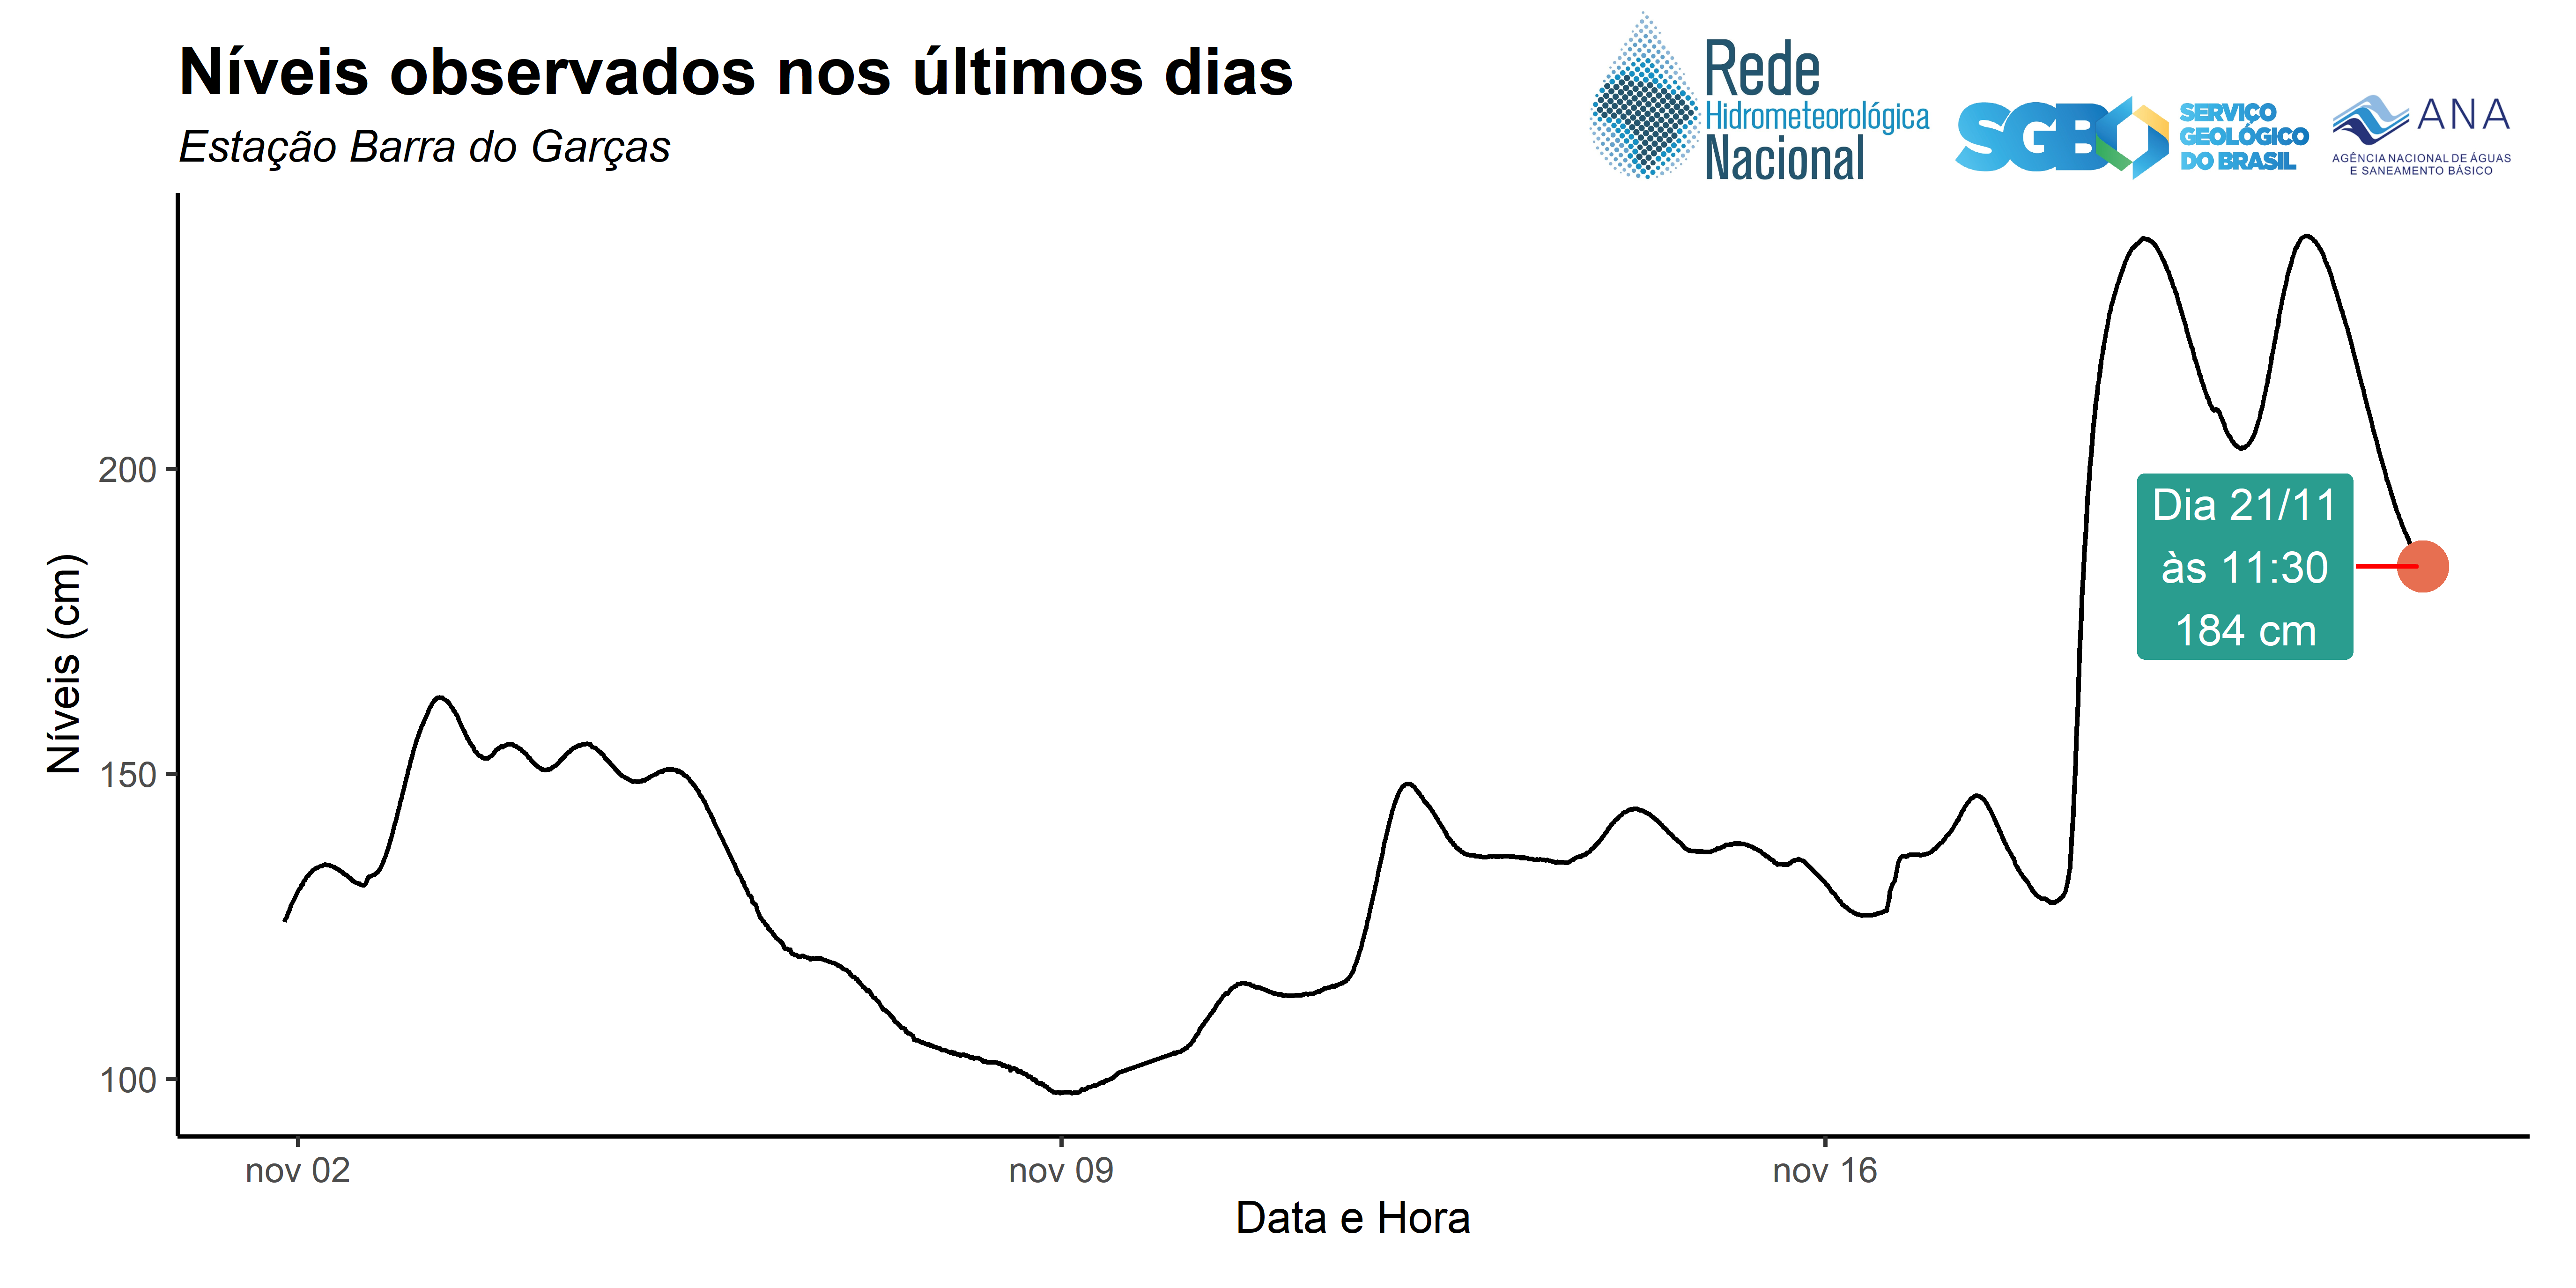 Níveis observados nos últimos dias
Estação Barra do Garças
Rede
Hidrometeorológica
Nacional
SGB
SERVIÇO
GEOLÓGICO
DO BRASIL
ANA
AGÊNCIA NACIONAL DE ÁGUAS
E SANEAMENTO BÁSICO
Níveis (cm)
200
150
100
Dia 21/11
às 11:30
184 cm
nov 02
nov 09
nov 16
Data e Hora